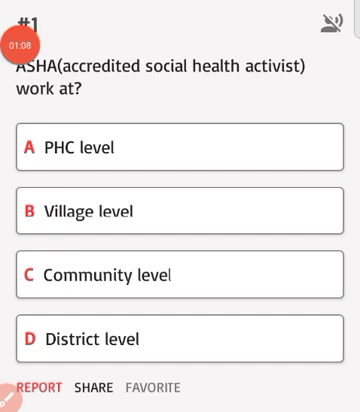 #1
01:08
ASHA(accredited social health activist)
work at?
A PHC level
B Village level
C Community level
D District level
REPORT SHARE FAVORITE